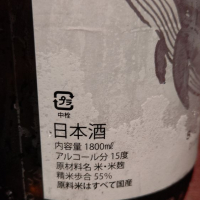 プラ
中栓
日本酒
内容量 1800㎖
アルコール分 15度
原材料名 米・米麹
精米歩合 55%
原料米はすべて国産